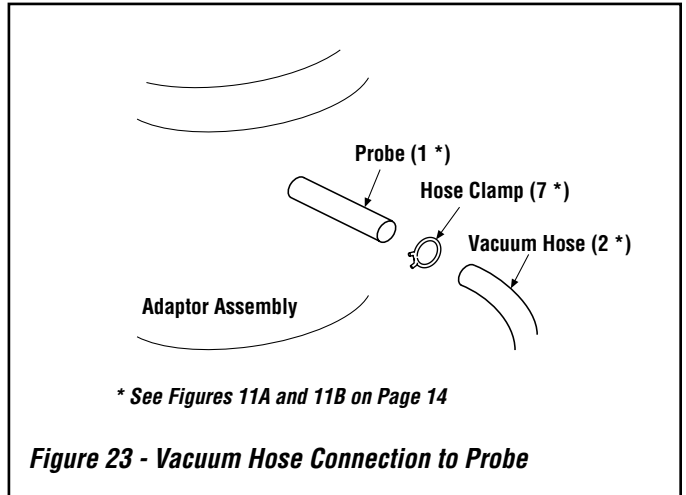 Probe (1 *)
Hose Clamp (7 *)
Vacuum Hose (2 *)
Adaptor Assembly
* See Figures 11A and 11B on Page 14
Figure 23 - Vacuum Hose Connection to Probe